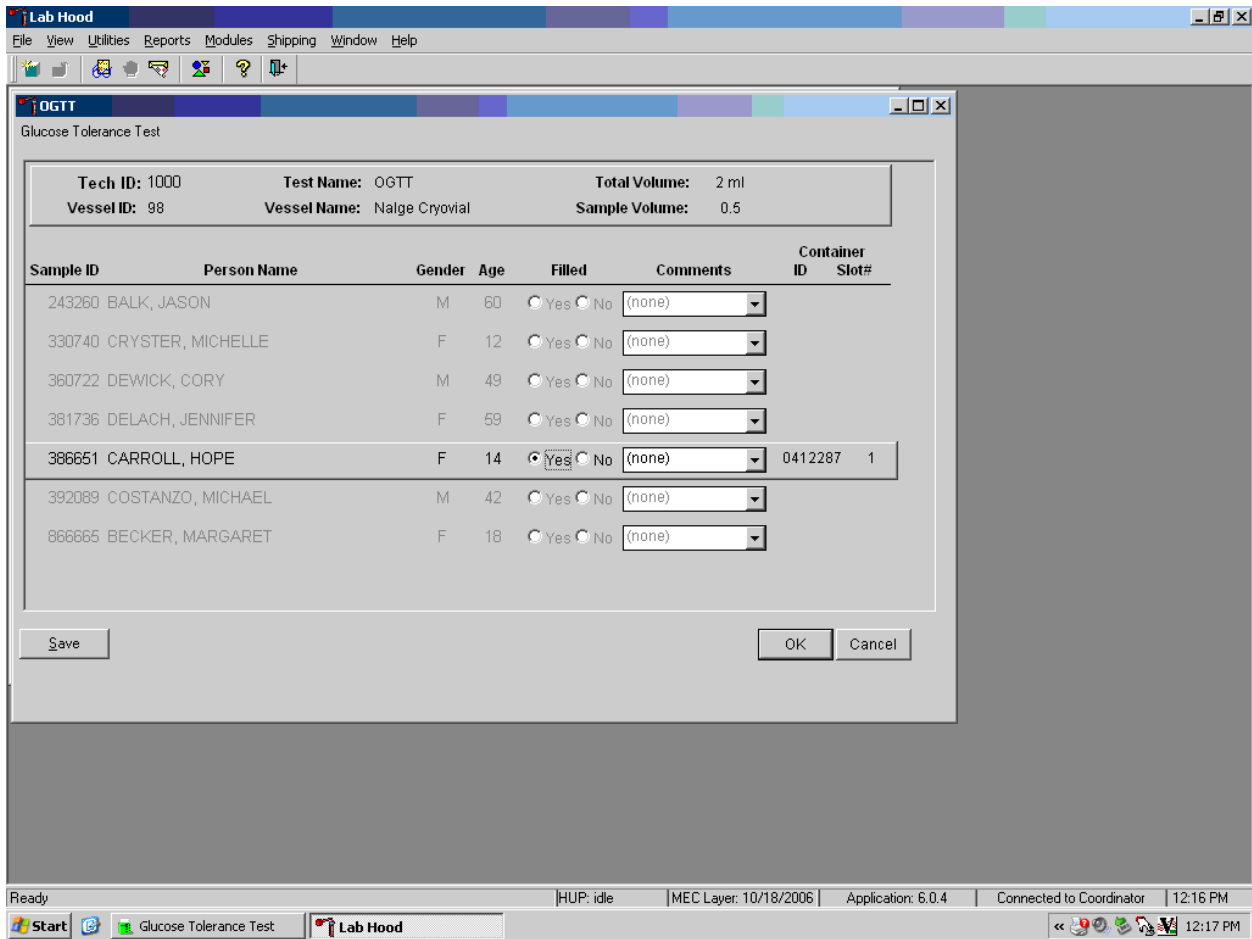 Lab Hood
File View Utilities Reports Modules Shipping Window Help
OGTT
Glucose Tolerance Test
Tech ID: 1000 Test Name: OGTT Total Volume: 2 ml
Vessel ID: 98 Vessel Name: Nalge Cryovial Sample Volume: 0.5
Container
Sample ID Person Name Gender Age Filled Comments ID Slot#
243260 BALK, JASON M 60 Yes No (none)
330740 CRYSTER, MICHELLE F 12 Yes No (none)
360722 DEWICK, CORY M 49 Yes No (none)
381736 DELACH, JENNIFER F 59 Yes No (none)
386651 CARROLL, HOPE F 14 Yes No (none) 0412287 1
392089 COSTANZO, MICHAEL M 42 Yes No (none)
866665 BECKER, MARGARET F 18 Yes No (none)
Save OK Cancel
Ready HUP: idle MEC Layer: 10/18/2006 Application: 6.0.4 Connected to Coordinator 12:16 PM
Start Glucose Tolerance Test Lab Hood « 12:17 PM